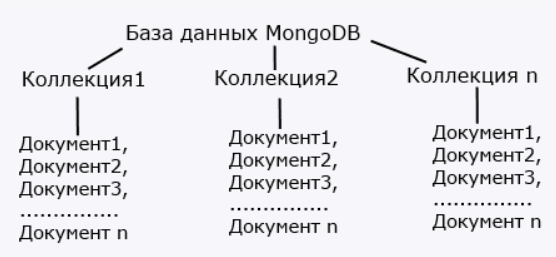 База данных MongoDB
Коллекция1
Коллекция2
Коллекция n
Документ1,
Документ2,
Документ3,
...............
Документ n
Документ1,
Документ2,
Документ3,
...............
Документ n
Документ1,
Документ2,
Документ3,
...............
Документ n